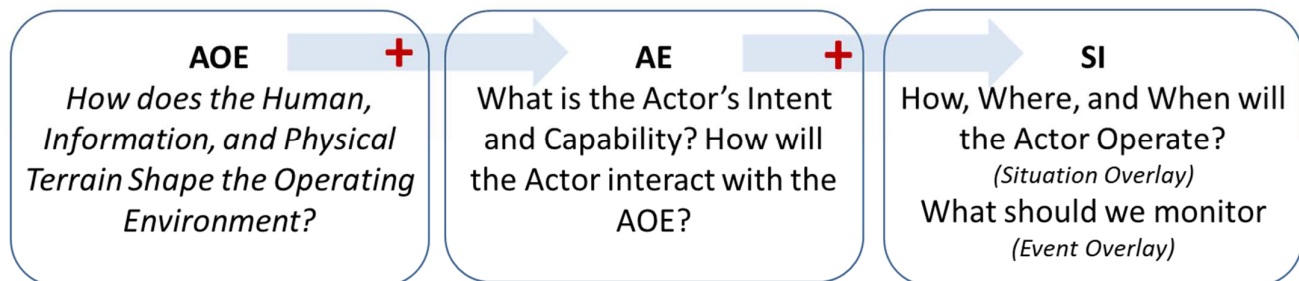 AOE
How does the Human,
Information, and Physical
Terrain Shape the Operating
Environment?
+
AE
What is the Actor's Intent
and Capability? How will
the Actor interact with the
AOE?
+
SI
How, Where, and When will
the Actor Operate?
(Situation Overlay)
What should we monitor
(Event Overlay)